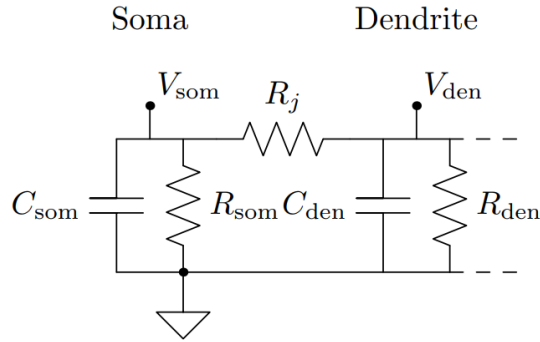 Soma Dendrite
V_som R_j V_den
C_som R_som C_den R_den